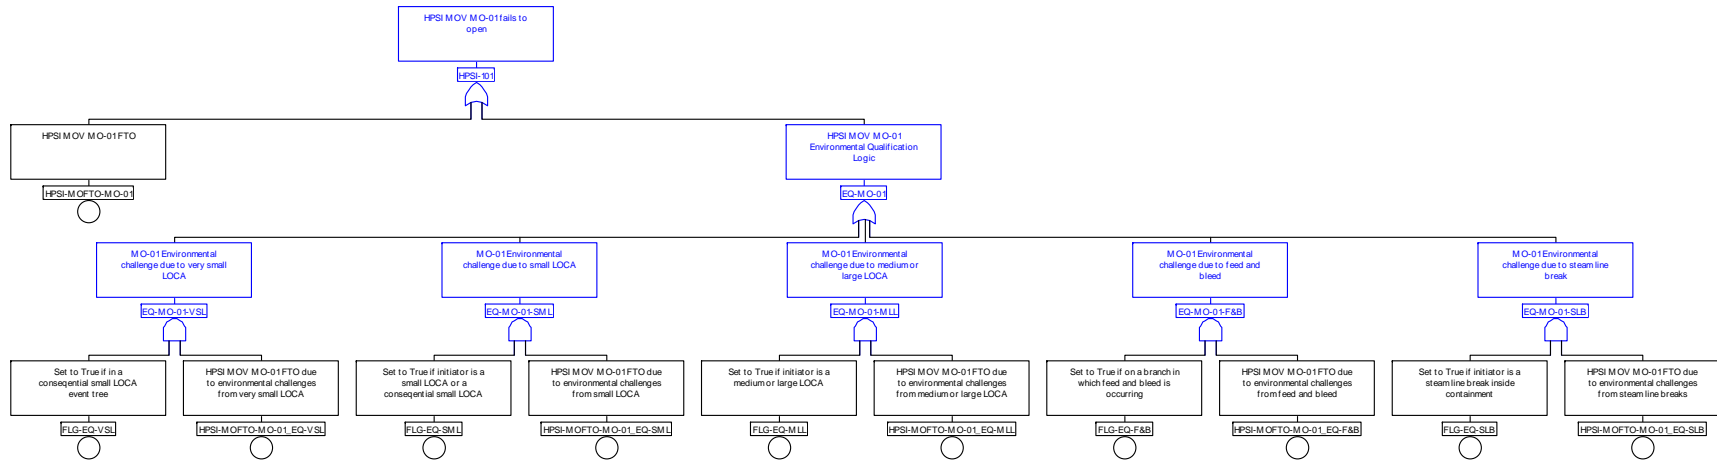 HPSI MOV MO-01 fails to
open
HPSI-101
HPSI MOV MO-01 FTO
HPSI-MOFTO-MO-01
HPSI MOV MO-01
Environmental Qualification
Logic
EQ-MO-01
MO-01 Environmental
challenge due to very small
LOCA
EQ-MO-01-VSL
MO-01 Environmental
challenge due to small LOCA
EQ-MO-01-SML
MO-01 Environmental
challenge due to medium or
large LOCA
EQ-MO-01-MLL
MO-01 Environmental
challenge due to feed and
bleed
EQ-MO-01-F&B
MO-01 Environmental
challenge due to steam line
break
EQ-MO-01-SLB
Set to True if in a
conseqential small LOCA
event tree
FLG-EQ-VSL
HPSI MOV MO-01 FTO due
to environmental challenges
from very small LOCA
HPSI-MOFTO-MO-01_EQ-VSL
Set to True if initiator is a
small LOCA or a
conseqential small LOCA
FLG-EQ-SML
HPSI MOV MO-01 FTO due
to environmental challenges
from small LOCA
HPSI-MOFTO-MO-01_EQ-SML
Set to True if initiator is a
medium or large LOCA
FLG-EQ-MLL
HPSI MOV MO-01 FTO due
to environmental challenges
from medium or large LOCA
HPSI-MOFTO-MO-01_EQ-MLL
Set to True if on a branch in
which feed and bleed is
occurring
FLG-EQ-F&B
HPSI MOV MO-01 FTO due
to environmental challenges
from feed and bleed
HPSI-MOFTO-MO-01_EQ-F&B
Set to True if initiator is a
steam line break inside
containment
FLG-EQ-SLB
HPSI MOV MO-01 FTO due
to environmental challenges
from steam line breaks
HPSI-MOFTO-MO-01_EQ-SLB